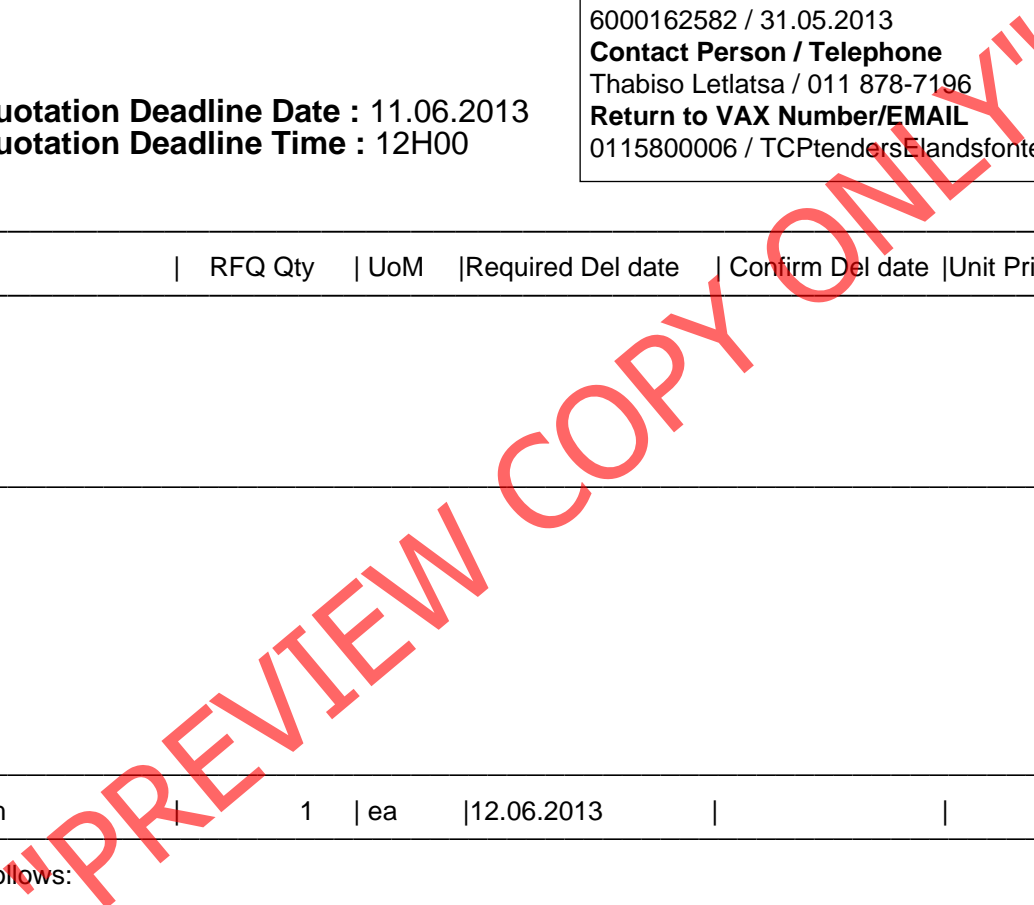 6000162582 / 31.05.2013
Contact Person / Telephone
Thabiso Letlatsa / 011 878-7196
uotation Deadline Date : 11.06.2013
Return to VAX Number/EMAIL
uotation Deadline Time : 12H00
0115800006 / TCPtendersElandsfonte
| RFQ Qty | UoM |Required Del date | Confirm Del date |Unit Pri
| 1 | ea |12.06.2013 | |
ollows:
"PREVIEW COPY ONLY"